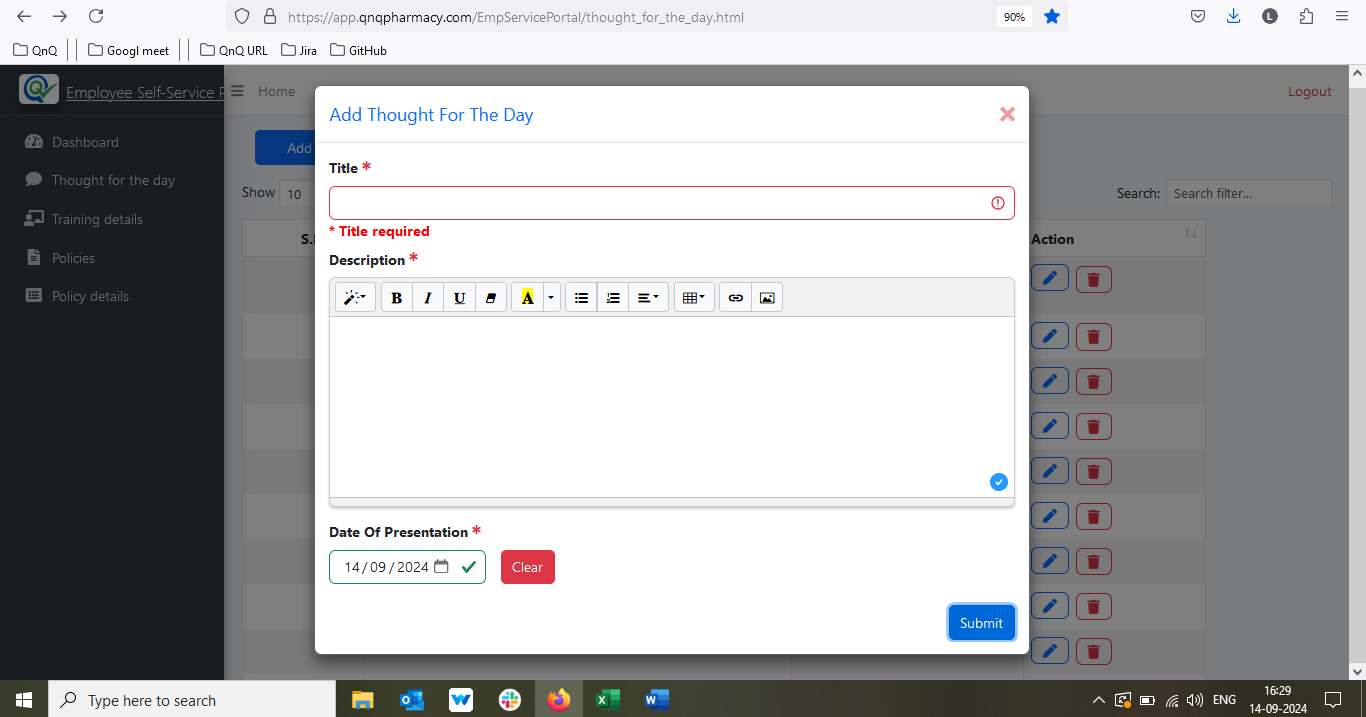 https://app.qnqpharmacy.com/EmpServicePortal/thought_for_the_day.html
90%
L
QnQ
Googl meet
QnQ URL
Jira
GitHub
Employee Self-Service
Home
Logout
Dashboard
Thought for the day
Training details
Policies
Policy details
Add
Show 10
Search: Search filter...
Action
Add Thought For The Day
Title *
* Title required
Description *
B I U A
Date Of Presentation *
14/09/2024
Clear
Submit
Type here to search
ENG
16:29
14-09-2024